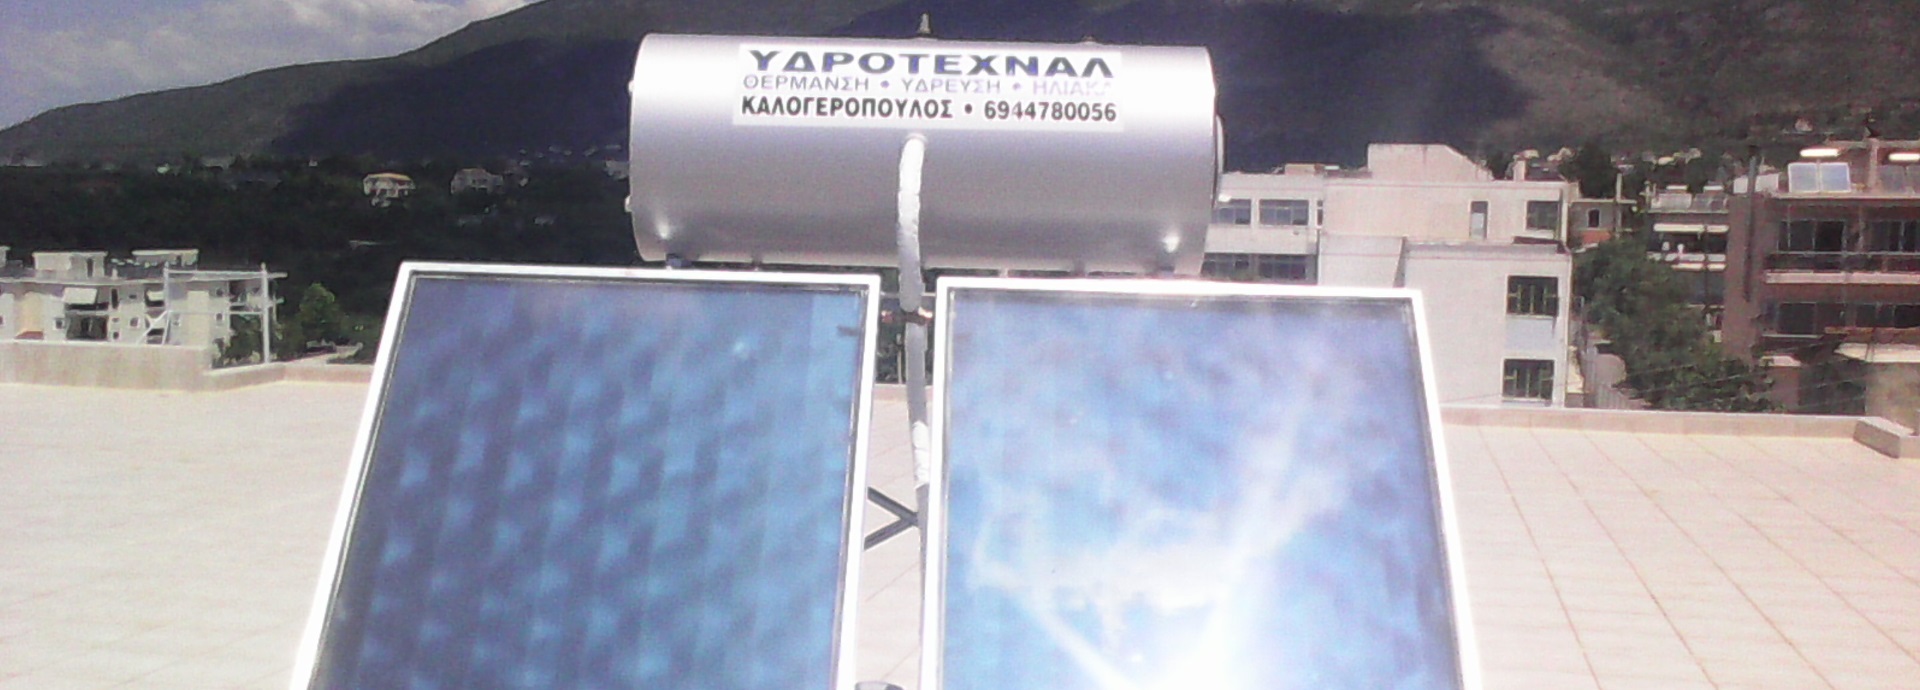 ΥΔΡΟΤΕΧΝΑΛ
ΘΕΡΜΑΝΣΗ • ΥΔΡΕΥΣΗ • ΗΛΙΑΚΑ
ΚΑΛΟΓΕΡΟΠΟΥΛΟΣ • 6944780056